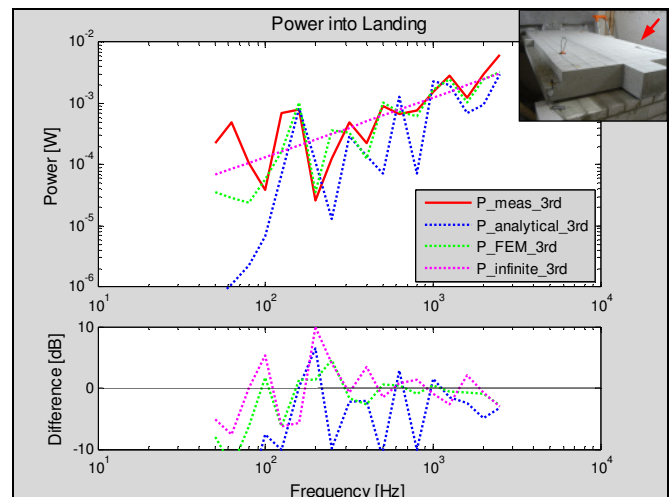 Power into Landing
10^-2
10^-3
10^-4
10^-5
10^-6
Power [W]
P_meas_3rd
P_analytical_3rd
P_FEM_3rd
P_infinite_3rd
10^1
10^2
10^3
10^4
10
0
-10
Difference [dB]
10^1
10^2
10^3
10^4
Frequency [Hz]